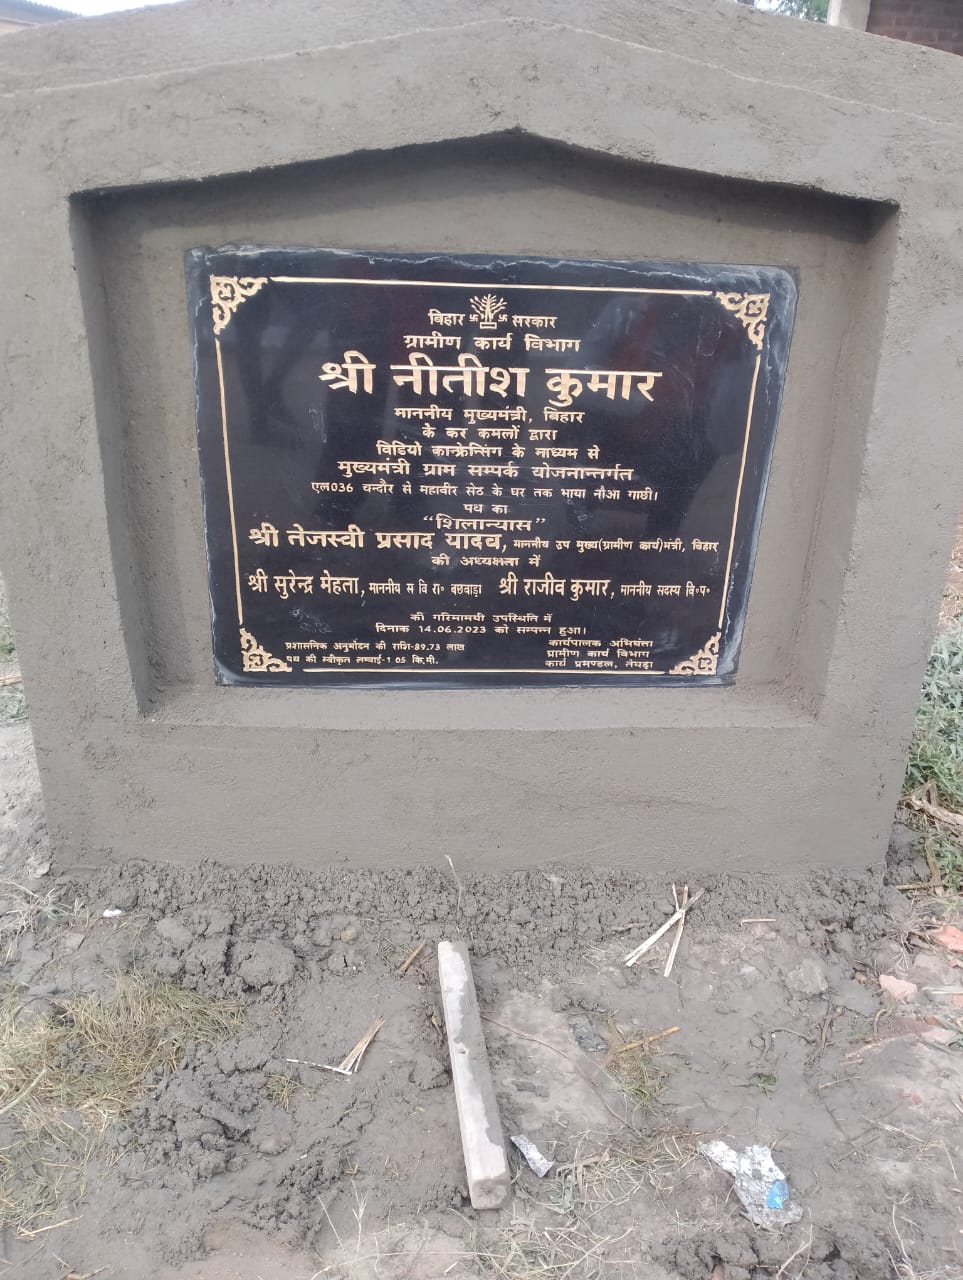 बिहार सरकार
ग्रामीण कार्य विभाग
श्री नीतीश कुमार
माननीय मुख्यमंत्री, बिहार
के कर कमलों द्वारा
विडियो कान्फ्रेन्सिंग के माध्यम से
मुख्यमंत्री ग्राम सम्पर्क योजनान्तर्गत
एल036 चन्दौर से महावीर सेठ के घर तक भाया नौआ गाछी।
पथ का
“शिलान्यास”
श्री तेजस्वी प्रसाद यादव, माननीय उप मुख्य(ग्रामीण कार्य)मंत्री, बिहार
की अध्यक्षता में
श्री सुरेन्द्र मेहता, माननीय स वि रा० बछवाड़ा श्री राजीव कुमार, माननीय सदस्य वि०प०
की गरिमामयी उपस्थिति में
दिनाक 14.06.2023 को सम्पन्न हुआ।
प्रशासनिक अनुमोदन की राशि-89.73 लाख
पथ की स्वीकृत लम्बाई-1 05 कि.मी.
कार्यपालक अभियंता
ग्रामीण कार्य विभाग
कार्य प्रमण्डल, तेघड़ा